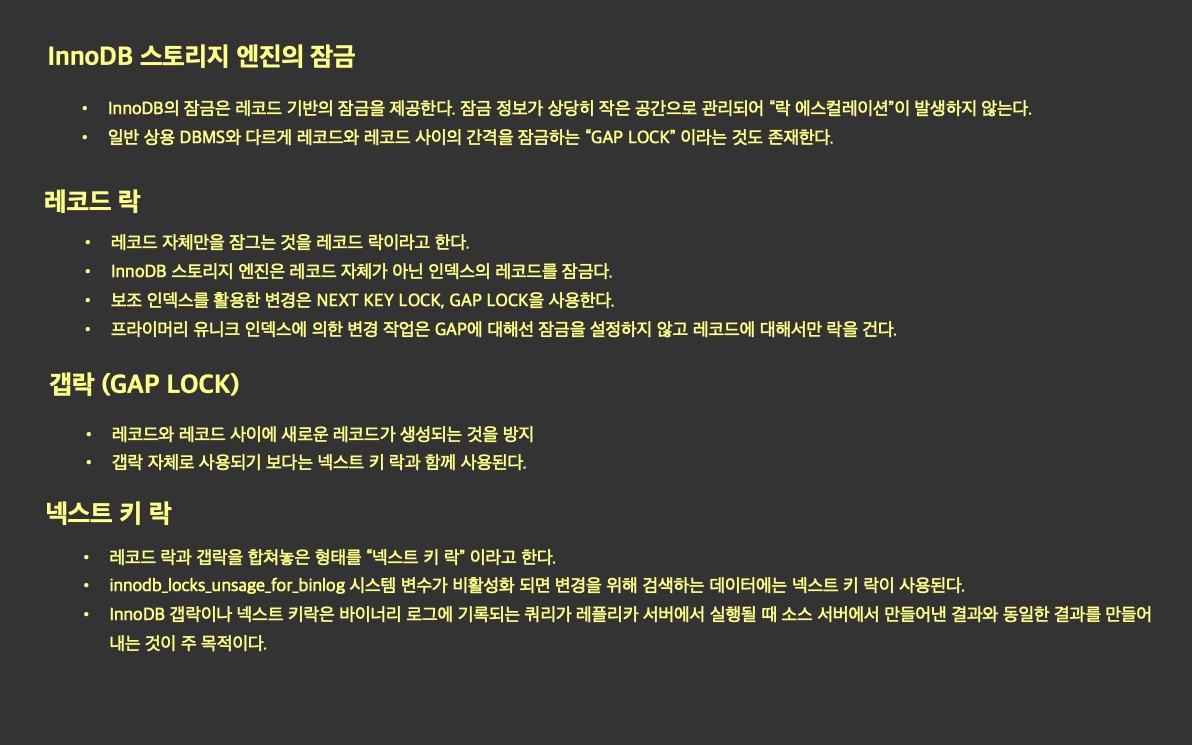 InnoDB 스토리지 엔진의 잠금
• InnoDB의 잠금은 레코드 기반의 잠금을 제공한다. 잠금 정보가 상당히 작은 공간으로 관리되어 “락 에스컬레이션”이 발생하지 않는다.
• 일반 상용 DBMS와 다르게 레코드와 레코드 사이의 간격을 잠금하는 “GAP LOCK” 이라는 것도 존재한다.
레코드 락
• 레코드 자체만을 잠그는 것을 레코드 락이라고 한다.
• InnoDB 스토리지 엔진은 레코드 자체가 아닌 인덱스의 레코드를 잠금다.
• 보조 인덱스를 활용한 변경은 NEXT KEY LOCK, GAP LOCK을 사용한다.
• 프라이머리 유니크 인덱스에 의한 변경 작업은 GAP에 대해선 잠금을 설정하지 않고 레코드에 대해서만 락을 건다.
갭락 (GAP LOCK)
• 레코드와 레코드 사이에 새로운 레코드가 생성되는 것을 방지
• 갭락 자체로 사용되기 보다는 넥스트 키 락과 함께 사용된다.
넥스트 키 락
• 레코드 락과 갭락을 합쳐놓은 형태를 “넥스트 키 락” 이라고 한다.
• innodb_locks_unsage_for_binlog 시스템 변수가 비활성화 되면 변경을 위해 검색하는 데이터에는 넥스트 키 락이 사용된다.
• InnoDB 갭락이나 넥스트 키락은 바이너리 로그에 기록되는 쿼리가 레플리카 서버에서 실행될 때 소스 서버에서 만들어낸 결과와 동일한 결과를 만들어
내는 것이 주 목적이다.